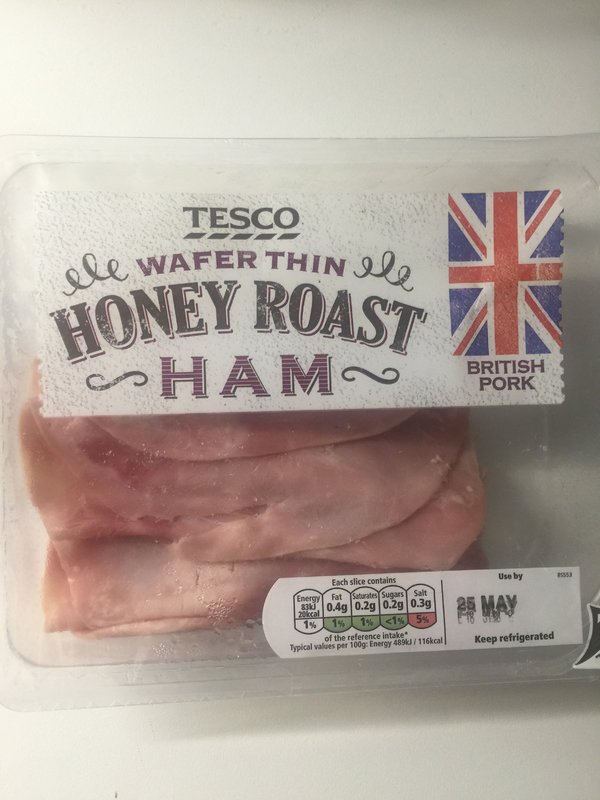 TESCO
WAFER THIN
HONEY ROAST
HAM
BRITISH
PORK
Each slice contains
Energy 83kJ 20kcal 1%
Fat 0.4g 1%
Saturates 0.2g 1%
Sugars 0.2g <1%
Salt 0.3g 5%
of the reference intake*
Typical values per 100g: Energy 489kJ / 116kcal
Use by
25 MAY
Keep refrigerated